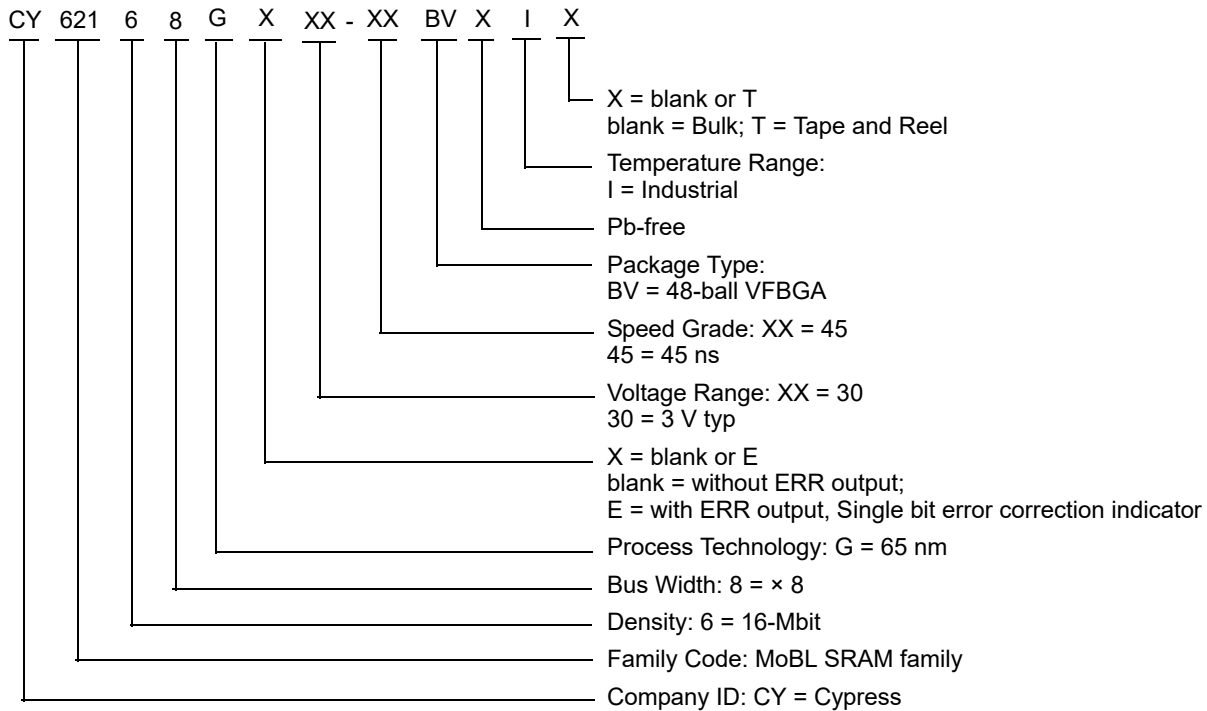 CY 621 6 8 G X XX - XX BV X I X
X = blank or T
blank = Bulk; T = Tape and Reel
Temperature Range:
I = Industrial
Pb-free
Package Type:
BV = 48-ball VFBGA
Speed Grade: XX = 45
45 = 45 ns
Voltage Range: XX = 30
30 = 3 V typ
X = blank or E
blank = without ERR output;
E = with ERR output, Single bit error correction indicator
Process Technology: G = 65 nm
Bus Width: 8 = × 8
Density: 6 = 16-Mbit
Family Code: MoBL SRAM family
Company ID: CY = Cypress